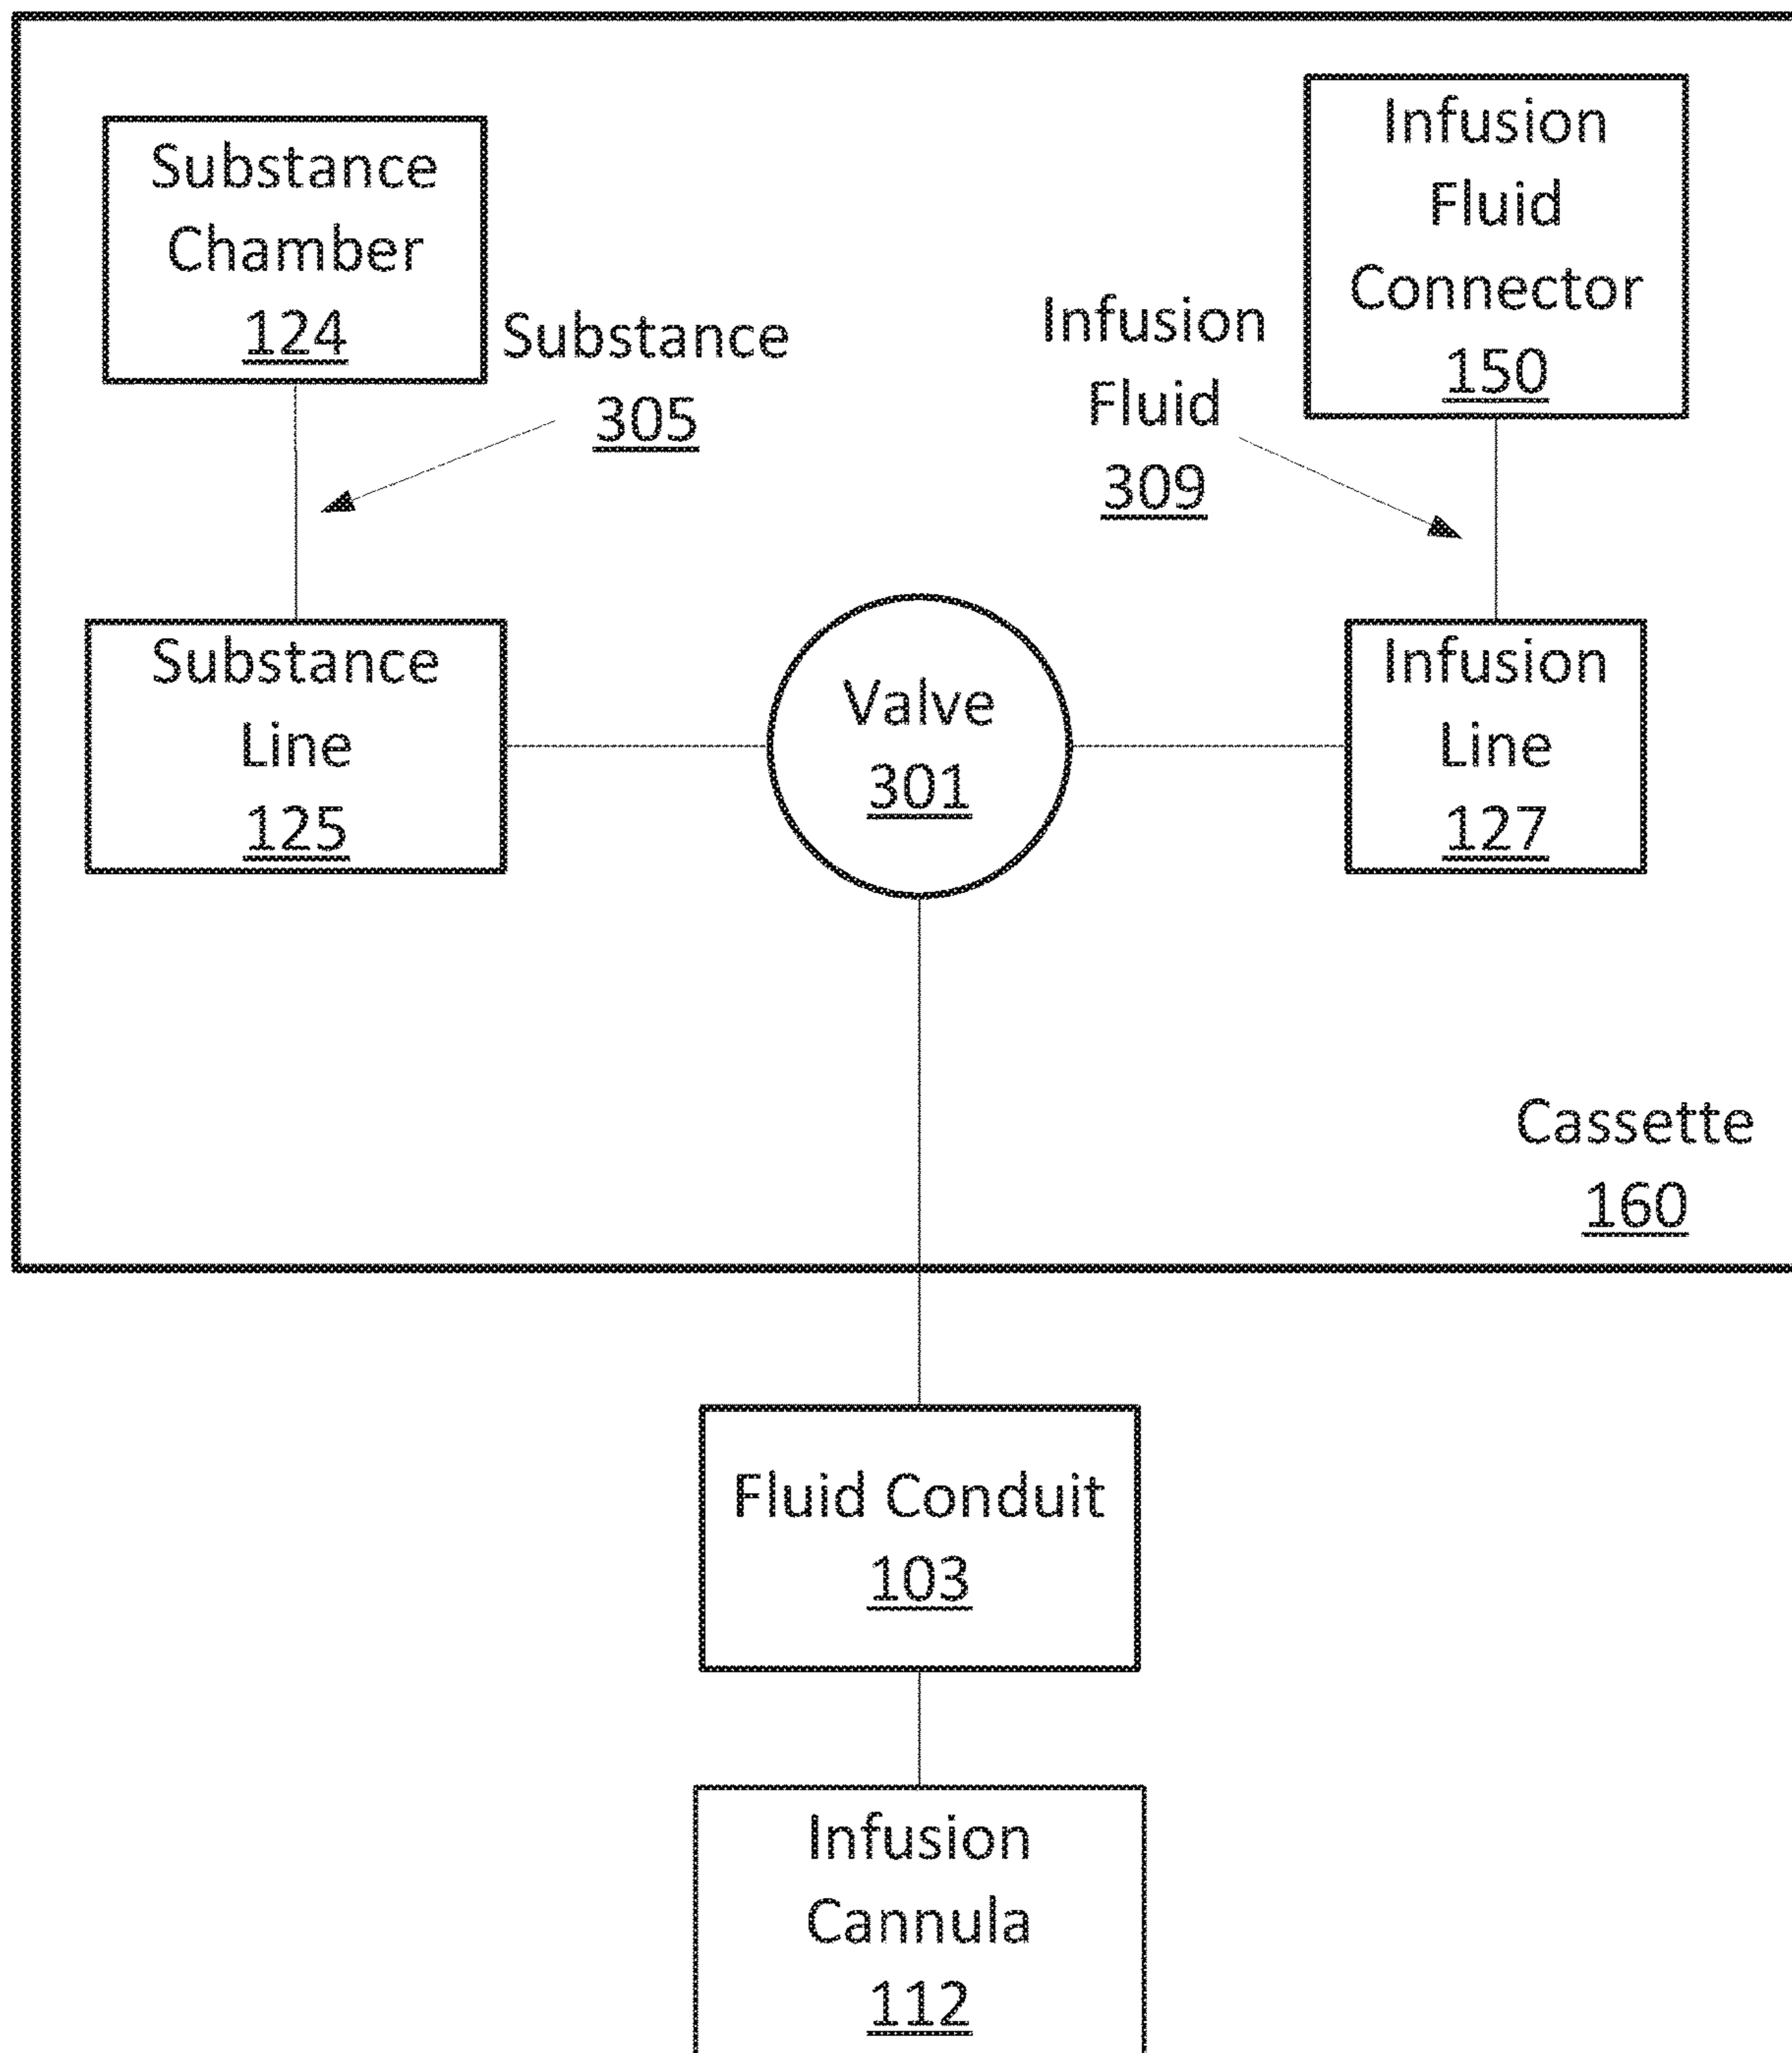 Substance
Chamber
124
Substance
305
Infusion
Fluid
309
Infusion
Fluid
Connector
150
Substance
Line
125
Valve
301
Infusion
Line
127
Cassette
160
Fluid Conduit
103
Infusion
Cannula
112